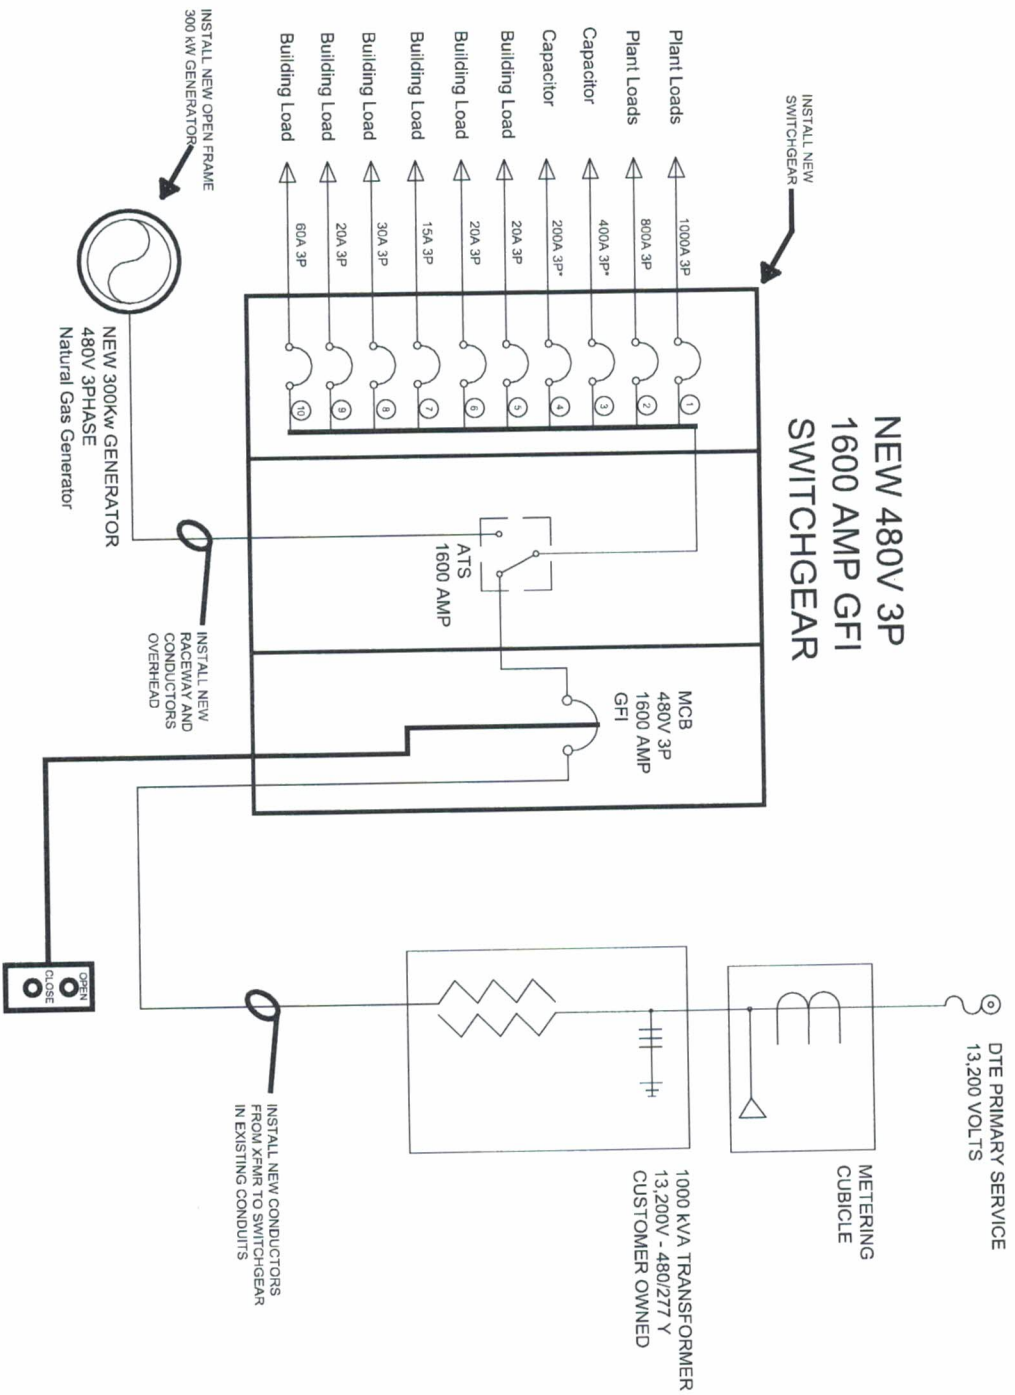 DTE PRIMARY SERVICE
13,200 VOLTS
METERING
CUBICLE
1000 kVA TRANSFORMER
13,200V - 480/277 Y
CUSTOMER OWNED
INSTALL NEW CONDUCTORS
FROM XFMR TO SWITCHGEAR
IN EXISTING CONDUITS
OPEN
CLOSE
NEW 480V 3P
1600 AMP GFI
SWITCHGEAR
INSTALL NEW
SWITCHGEAR
MCB
480V 3P
1600 AMP
GFI
ATS
1600 AMP
INSTALL NEW
RACEWAY AND
CONDUCTORS
OVERHEAD
1
2
3
4
5
6
7
8
9
10
1000A 3P
800A 3P
400A 3P*
200A 3P*
20A 3P
20A 3P
15A 3P
30A 3P
20A 3P
60A 3P
Plant Loads
Plant Loads
Capacitor
Capacitor
Building Load
Building Load
Building Load
Building Load
Building Load
Building Load
INSTALL NEW OPEN FRAME
300 kW GENERATOR
NEW 300Kw GENERATOR
480V 3PHASE
Natural Gas Generator